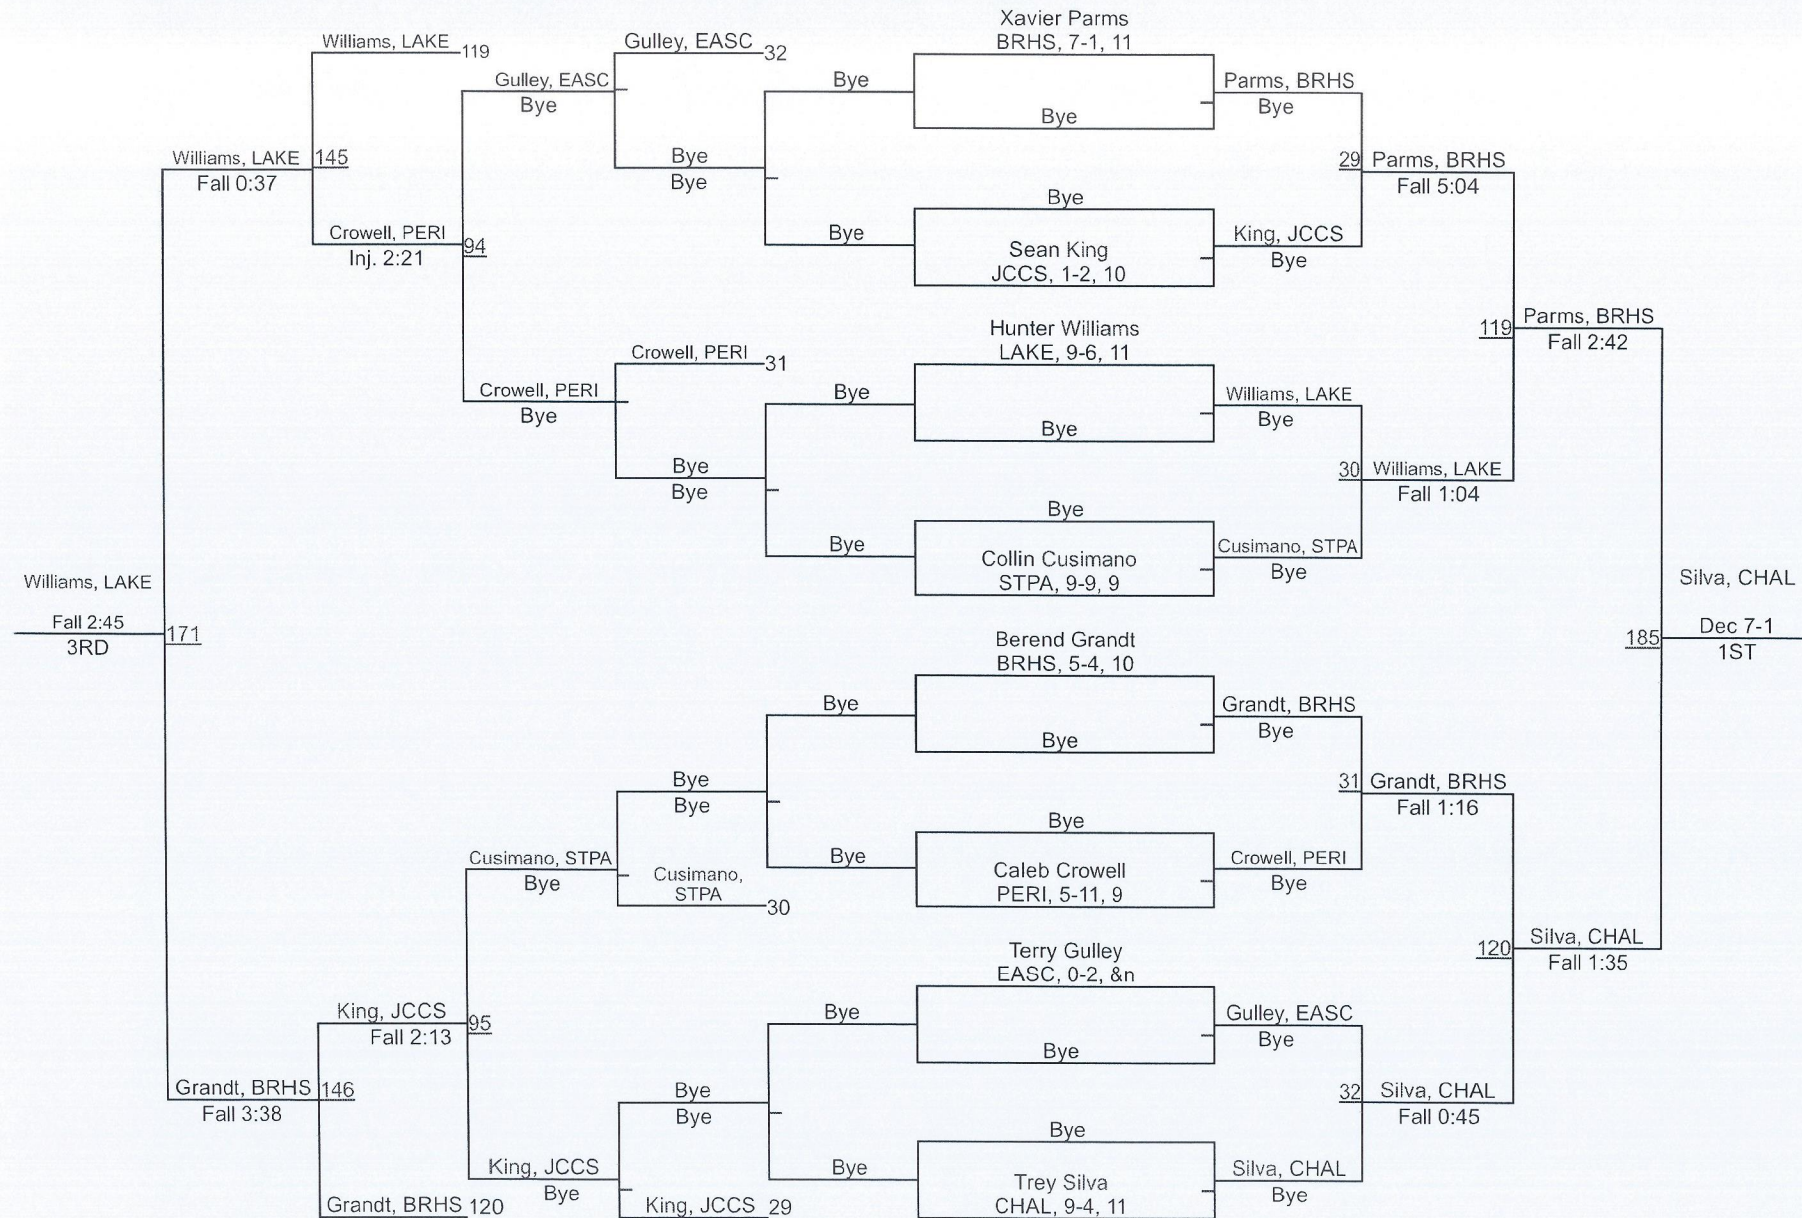 Xavier Parms
BRHS, 7-1, 11
Williams, LAKE 119
Gulley, EASC 32
Gulley, EASC
Bye
Bye
Bye
Parms, BRHS
Bye
Williams, LAKE 145
Fall 0:37
Bye
Bye
29 Parms, BRHS
Fall 5:04
Crowell, PERI 94
Inj. 2:21
Bye
Bye
Sean King
JCCS, 1-2, 10
King, JCCS
Bye
Hunter Williams
LAKE, 9-6, 11
119 Parms, BRHS
Fall 2:42
Crowell, PERI 31
Crowell, PERI
Bye
Bye
Bye
Williams, LAKE
Bye
Bye
Bye
30 Williams, LAKE
Fall 1:04
Bye
Bye
Collin Cusimano
STPA, 9-9, 9
Cusimano, STPA
Bye
Williams, LAKE
Fall 2:45
3RD
171
Silva, CHAL
185 Dec 7-1
1ST
Berend Grandt
BRHS, 5-4, 10
Bye
Bye
Grandt, BRHS
Bye
Bye
Bye
31 Grandt, BRHS
Fall 1:16
Cusimano, STPA
Bye
Cusimano,
STPA
30
Bye
Bye
Caleb Crowell
PERI, 5-11, 9
Crowell, PERI
Bye
Terry Gulley
EASC, 0-2, &n
120 Silva, CHAL
Fall 1:35
King, JCCS 95
Fall 2:13
Bye
Bye
Gulley, EASC
Bye
Grandt, BRHS 146
Fall 3:38
Bye
Bye
32 Silva, CHAL
Fall 0:45
King, JCCS
Bye
Bye
Bye
Trey Silva
CHAL, 9-4, 11
Silva, CHAL
Bye
Grandt, BRHS 120
King, JCCS 29